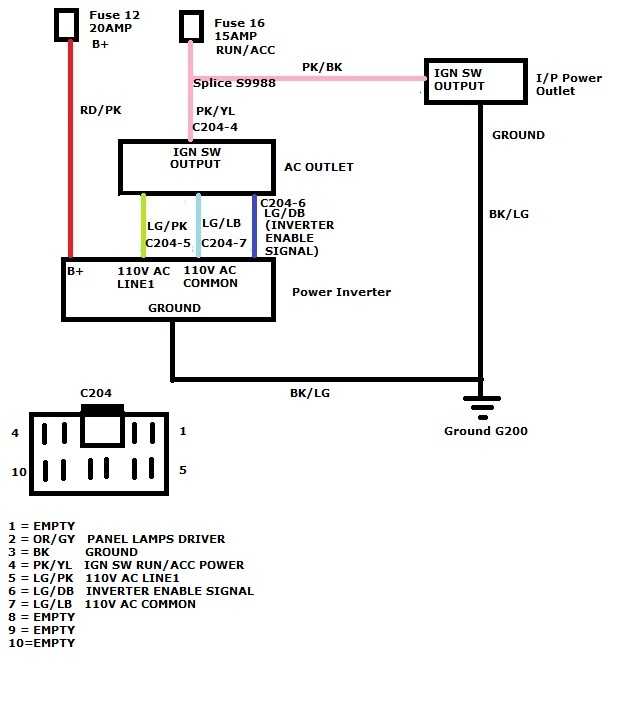 Fuse 12
20AMP
B+
Fuse 16
15AMP
RUN/ACC
PK/BK
IGN SW
OUTPUT
I/P Power
Outlet
Splice S9988
RD/PK
PK/YL
C204-4
GROUND
IGN SW
OUTPUT
AC OUTLET
C204-6
LG/DB
(INVERTER
ENABLE
SIGNAL)
LG/PK
LG/LB
C204-5
C204-7
BK/LG
B+
110V AC
LINE1
110V AC
COMMON
GROUND
Power Inverter
BK/LG
C204
Ground G200
4
1
10
5
1 = EMPTY
2 = OR/GY PANEL LAMPS DRIVER
3 = BK GROUND
4 = PK/YL IGN SW RUN/ACC POWER
5 = LG/PK 110V AC LINE1
6 = LG/DB INVERTER ENABLE SIGNAL
7 = LG/LB 110V AC COMMON
8 = EMPTY
9 = EMPTY
10=EMPTY